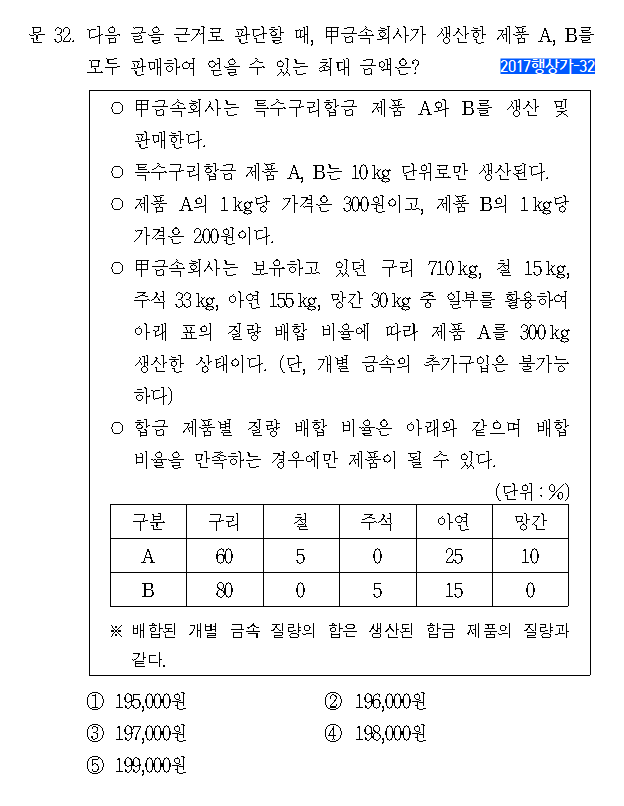 문 32. 다음 글을 근거로 판단할 때, 甲금속회사가 생산한 제품 A, B를
모두 판매하여 얻을 수 있는 최대 금액은?
2017행상가-32
○ 甲금속회사는 특수구리합금 제품 A와 B를 생산 및
판매한다.
○ 특수구리합금 제품 A, B는 10 kg 단위로만 생산된다.
○ 제품 A의 1 kg당 가격은 300원이고, 제품 B의 1 kg당
가격은 200원이다.
○ 甲금속회사는 보유하고 있던 구리 710 kg, 철 15 kg,
주석 33 kg, 아연 155 kg, 망간 30 kg 중 일부를 활용하여
아래 표의 질량 배합 비율에 따라 제품 A를 300 kg
생산한 상태이다. (단, 개별 금속의 추가구입은 불가능
하다)
○ 합금 제품별 질량 배합 비율은 아래와 같으며 배합
비율을 만족하는 경우에만 제품이 될 수 있다.
(단위 : %)
구분 구리 철 주석 아연 망간
A 60 5 0 25 10
B 80 0 5 15 0
※ 배합된 개별 금속 질량의 합은 생산된 합금 제품의 질량과
같다.
① 195,000원 ② 196,000원
③ 197,000원 ④ 198,000원
⑤ 199,000원